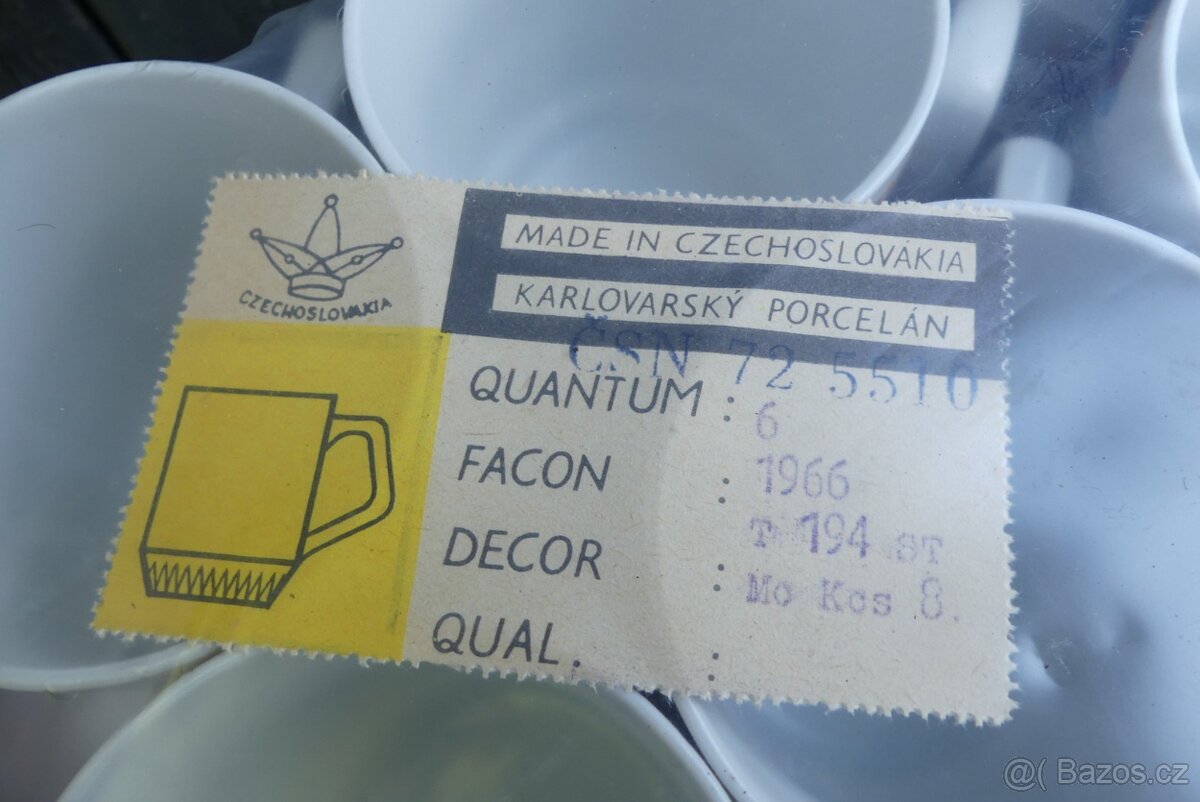 CZECHOSLOVAKIA
MADE IN CZECHOSLOVÁKIA
KARLOVARSKÝ PORCELÁN
ČSN 72 5510
QUANTUM : 6
FACON : 1966
DECOR : T 194 ST
: Mo Kcs 8.
QUAL. :
@( Bazos.cz